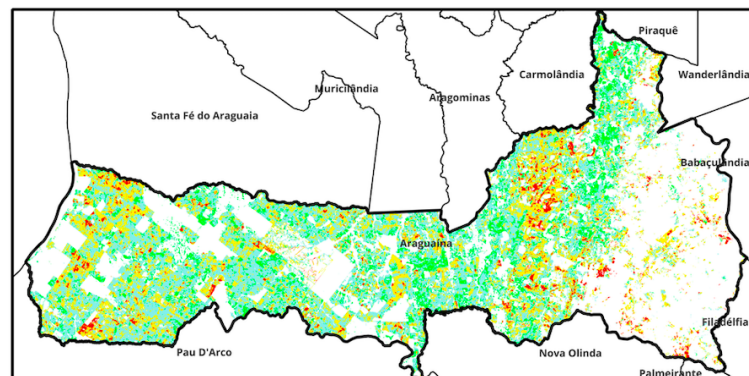 Piraquê
Carmolândia
Wanderlândia
Muricilândia
Aragominas
Santa Fé do Araguaia
Babaçulândia
Araguaína
Filadélfia
Pau D'Arco
Nova Olinda
Palmeirante